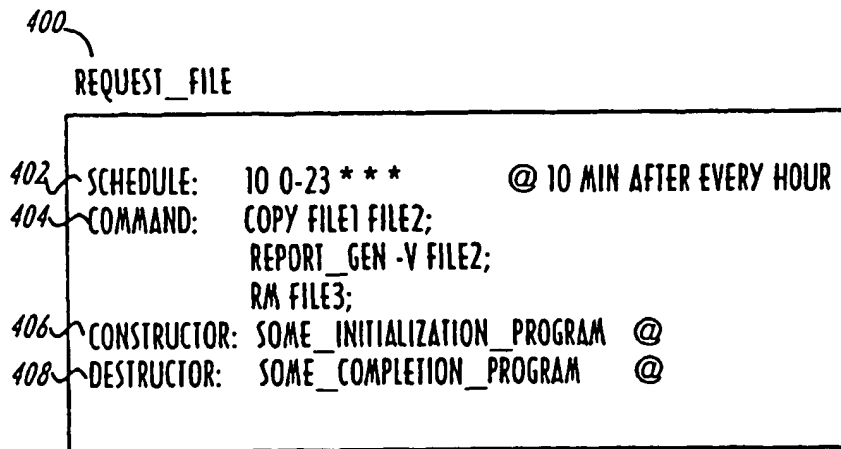 400
REQUEST_FILE
402 SCHEDULE: 10 0-23 * * * @ 10 MIN AFTER EVERY HOUR
404 COMMAND: COPY FILE1 FILE2;
REPORT_GEN -V FILE2;
RM FILE3;
406 CONSTRUCTOR: SOME_INITIALIZATION_PROGRAM @
408 DESTRUCTOR: SOME_COMPLETION_PROGRAM @